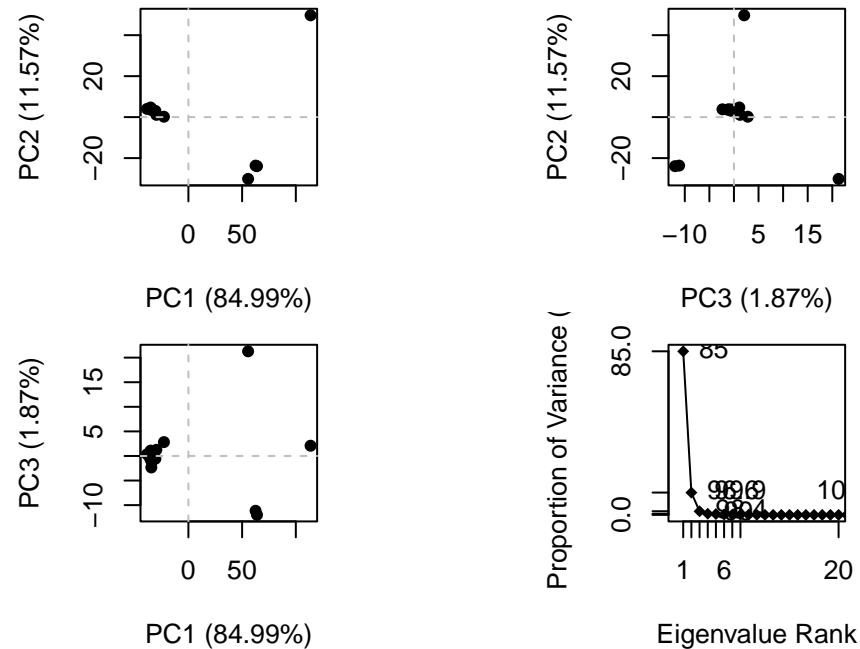 PC2 (11.57%)
20
−20
0 50
PC1 (84.99%)
PC2 (11.57%)
20
−20
−10 5 15
PC3 (1.87%)
PC3 (1.87%)
15
5
−10
0 50
PC1 (84.99%)
Proportion of Variance (
85.0
0.0
85
1 6 20
Eigenvalue Rank